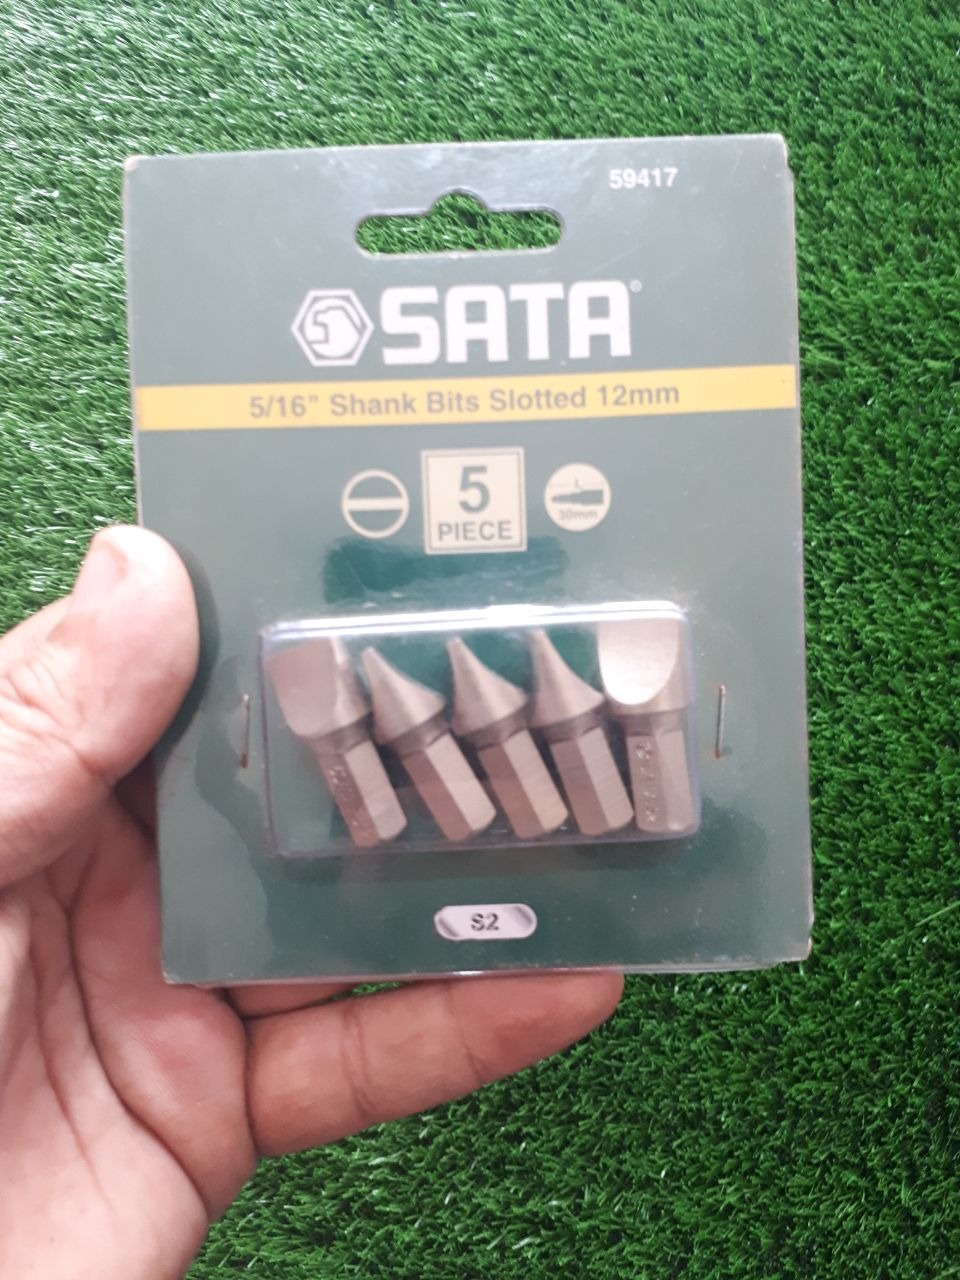 59417
SATA®
5/16" Shank Bits Slotted 12mm
5
PIECE
L
30mm
S2